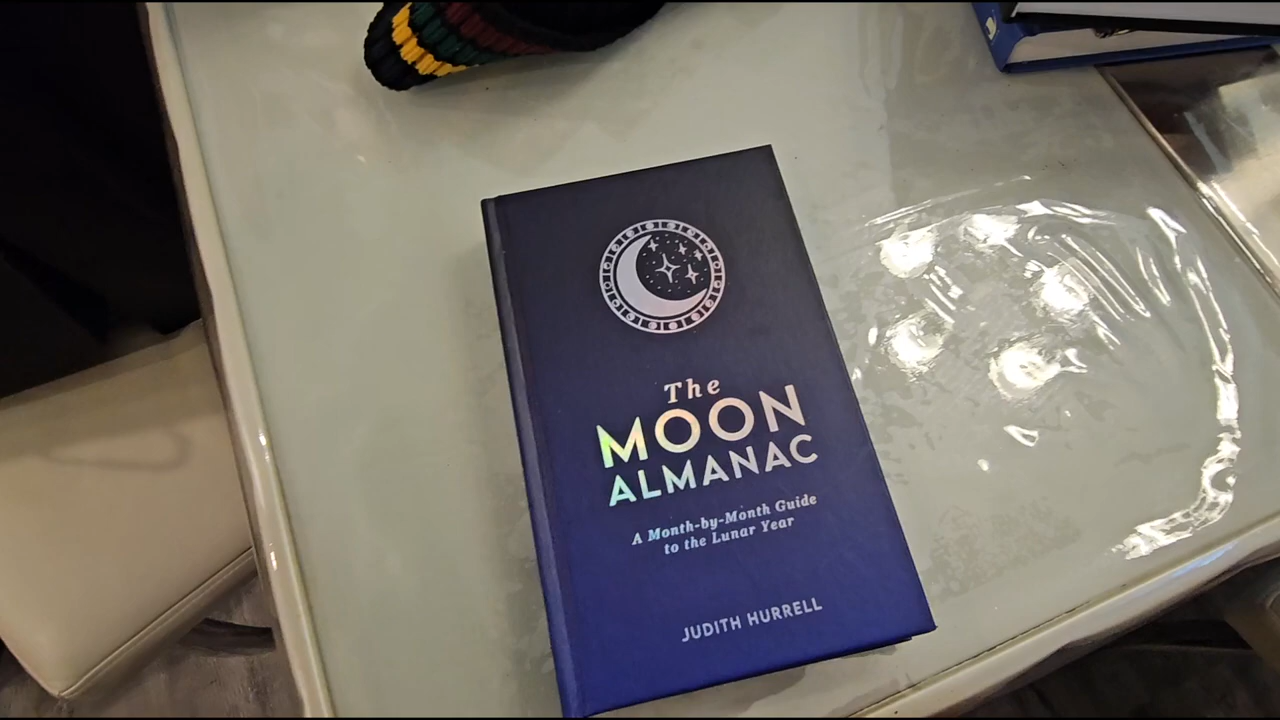 The
MOON
ALMANAC
A Month-by-Month Guide
to the Lunar Year
JUDITH HURRELL